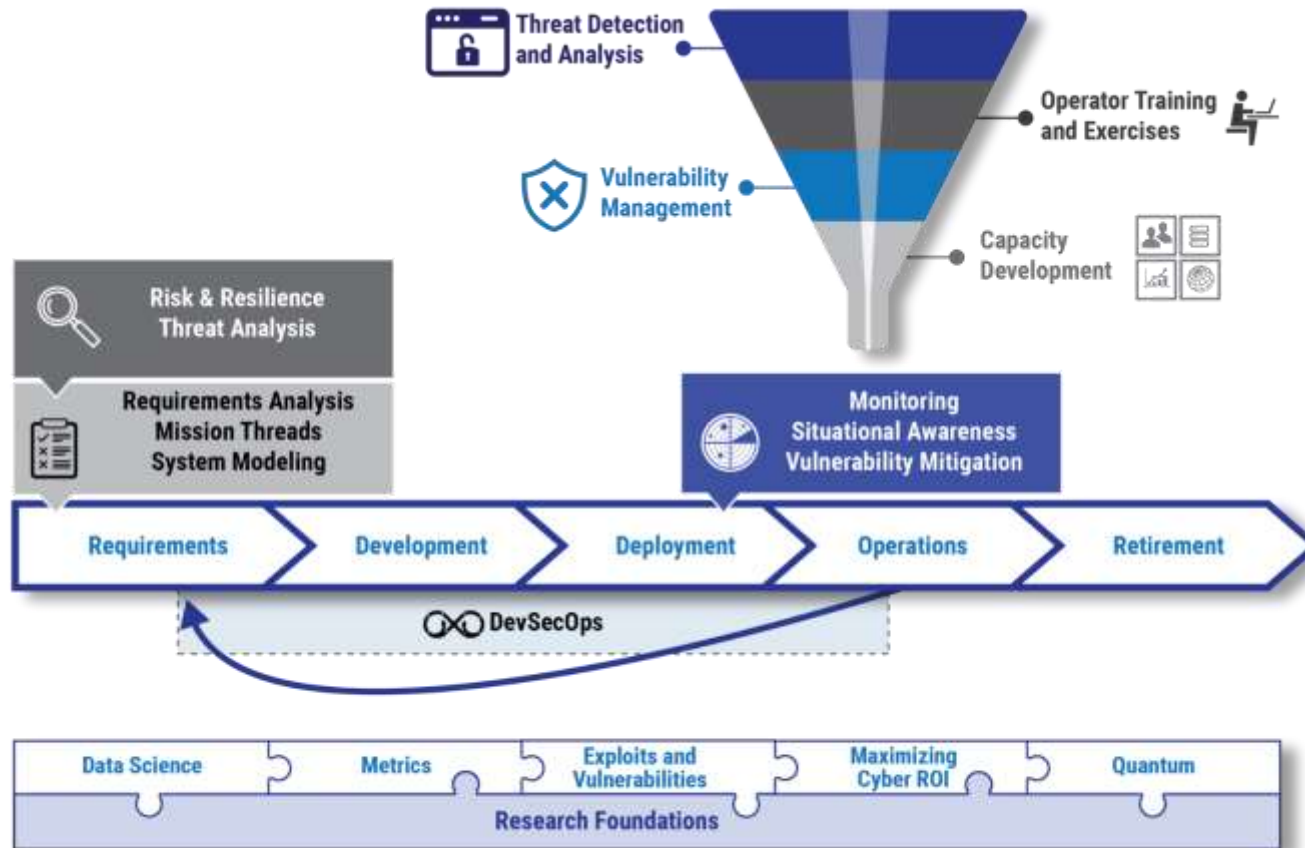 Threat Detection
and Analysis
Operator Training
and Exercises
Vulnerability
Management
Capacity
Development
Risk & Resilience
Threat Analysis
Requirements Analysis
Mission Threads
System Modeling
Monitoring
Situational Awareness
Vulnerability Mitigation
Requirements
Development
Deployment
Operations
Retirement
DevSecOps
Data Science
Metrics
Exploits and
Vulnerabilities
Maximizing
Cyber ROI
Quantum
Research Foundations